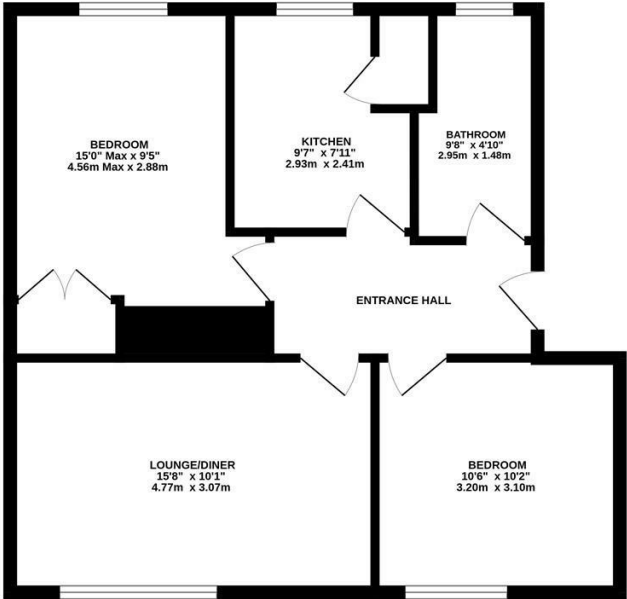 BEDROOM
15'0" Max x 9'5"
4.56m Max x 2.88m
KITCHEN
9'7" x 7'11"
2.93m x 2.41m
BATHROOM
9'8" x 4'10"
2.95m x 1.48m
ENTRANCE HALL
LOUNGE/DINER
15'8" x 10'1"
4.77m x 3.07m
BEDROOM
10'6" x 10'2"
3.20m x 3.10m